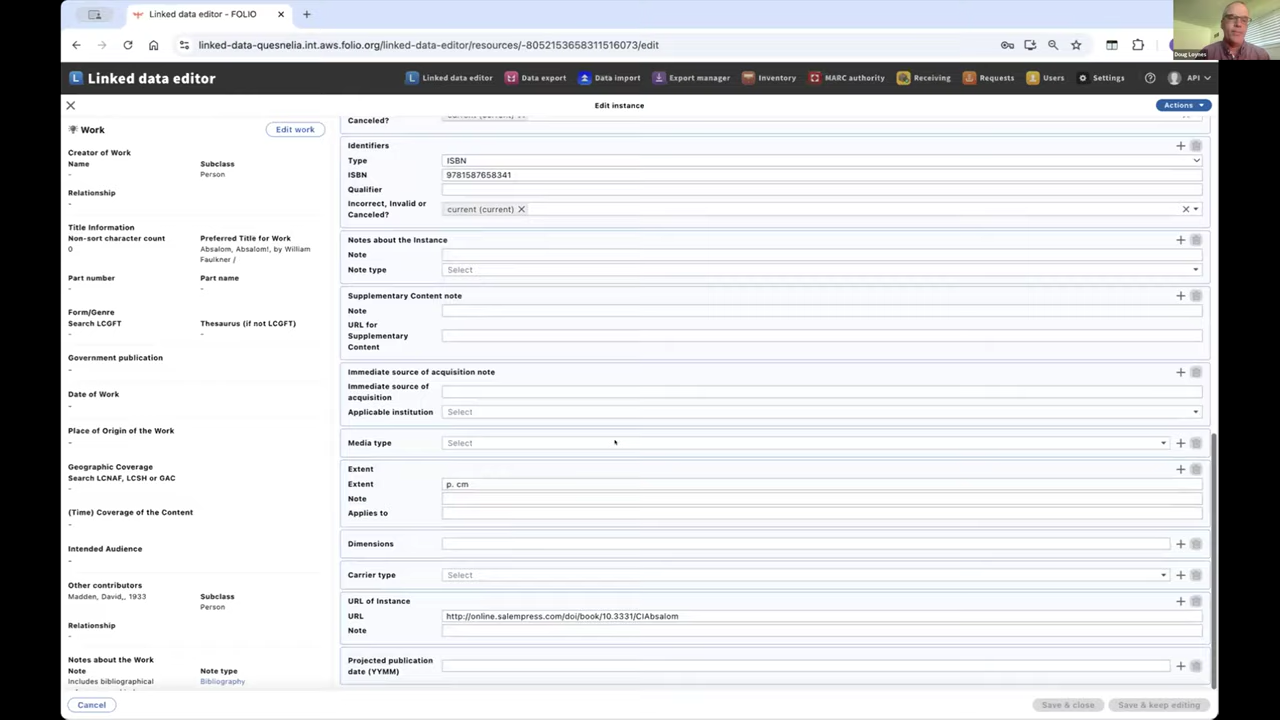 Linked data editor - FOLIO
linked-data-quesnelia.int.aws.folio.org/linked-data-editor/resources/-8052153658311516073/edit
Doug Loynes
Linked data editor
Linked data editor Data export Data import Export manager Inventory MARC authority Receiving Requests Users Settings API
Edit instance
Actions
Work
Edit work
Creator of Work
Name Subclass
- Person
Relationship
-
Title Information
Non-sort character count Preferred Title for Work
0 Absalom, Absalom!, by William
Faulkner /
Part number Part name
- -
Form/Genre
Search LCGFT Thesaurus (if not LCGFT)
- -
Government publication
-
Date of Work
-
Place of Origin of the Work
-
Geographic Coverage
Search LCNAF, LCSH or GAC
-
(Time) Coverage of the Content
-
Intended Audience
-
Other contributors
Madden, David,, 1933 Subclass
Person
Relationship
-
Notes about the Work
Note Note type
Includes bibliographical Bibliography
Canceled?
current (current)
Identifiers
Type ISBN
ISBN 9781587658341
Qualifier
Incorrect, Invalid or
Canceled? current (current)
Notes about the Instance
Note
Note type Select
Supplementary Content note
Note
URL for
Supplementary
Content
Immediate source of acquisition note
Immediate source of
acquisition
Applicable institution Select
Media type Select
Extent
Extent p. cm
Note
Applies to
Dimensions
Carrier type Select
URL of Instance
URL http://online.salempress.com/doi/book/10.3331/CIAbsalom
Note
Projected publication
date (YYMM)
Cancel
Save & close Save & keep editing